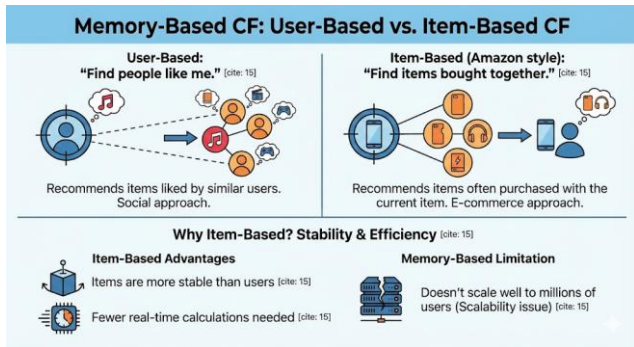 Memory-Based CF: User-Based vs. Item-Based CF
User-Based:
“Find people like me.” [cite: 15]
Recommends items liked by similar users.
Social approach.
Item-Based (Amazon style):
“Find items bought together.” [cite: 15]
Recommends items often purchased with the
current item. E-commerce approach.
Why Item-Based? Stability & Efficiency [cite: 15]
Item-Based Advantages
Items are more stable than users [cite: 15]
Fewer real-time calculations needed [cite: 15]
Memory-Based Limitation
Doesn’t scale well to millions of
users (Scalability issue) [cite: 15]